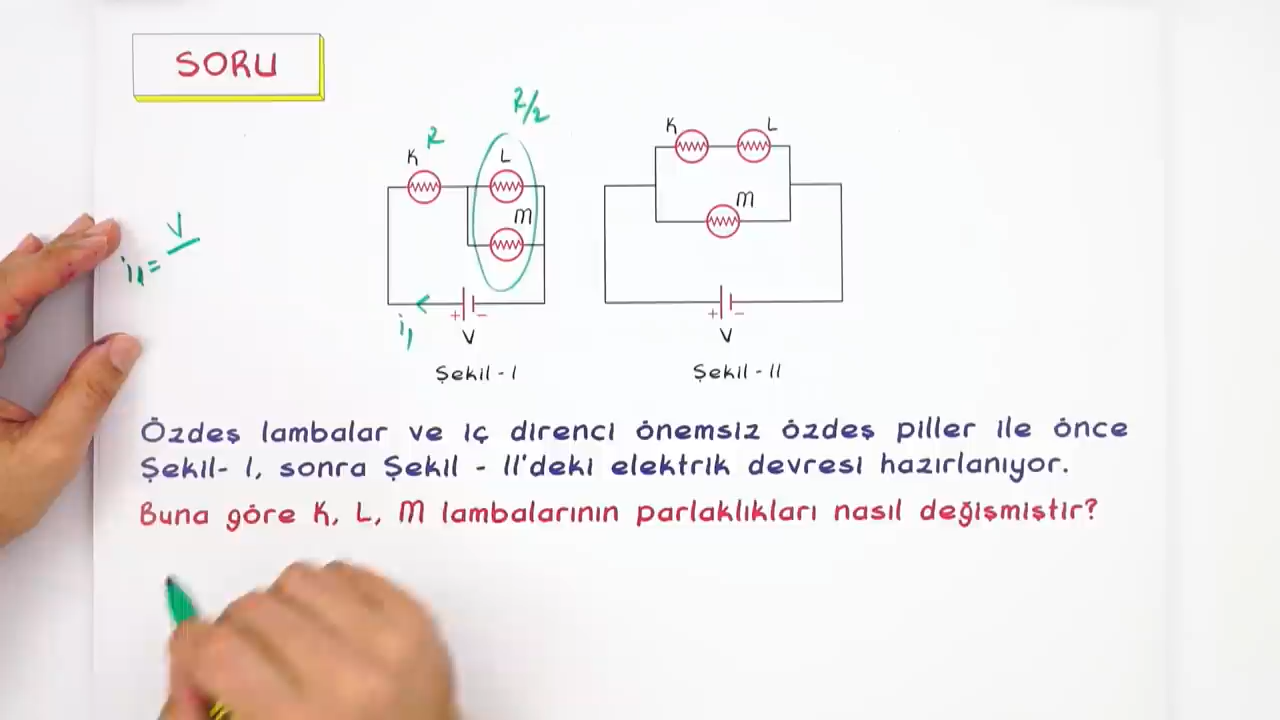 SORU
R/2
R
K
L
M
i₁
+
-
V
Şekil - I
K
L
M
+
-
V
Şekil - II
i₁ = V
Özdeş lambalar ve iç direnci önemsiz özdeş piller ile önce
Şekil- I, sonra Şekil - II'deki elektrik devresi hazırlanıyor.
Buna göre K, L, M lambalarının parlaklıkları nasıl değişmiştir?